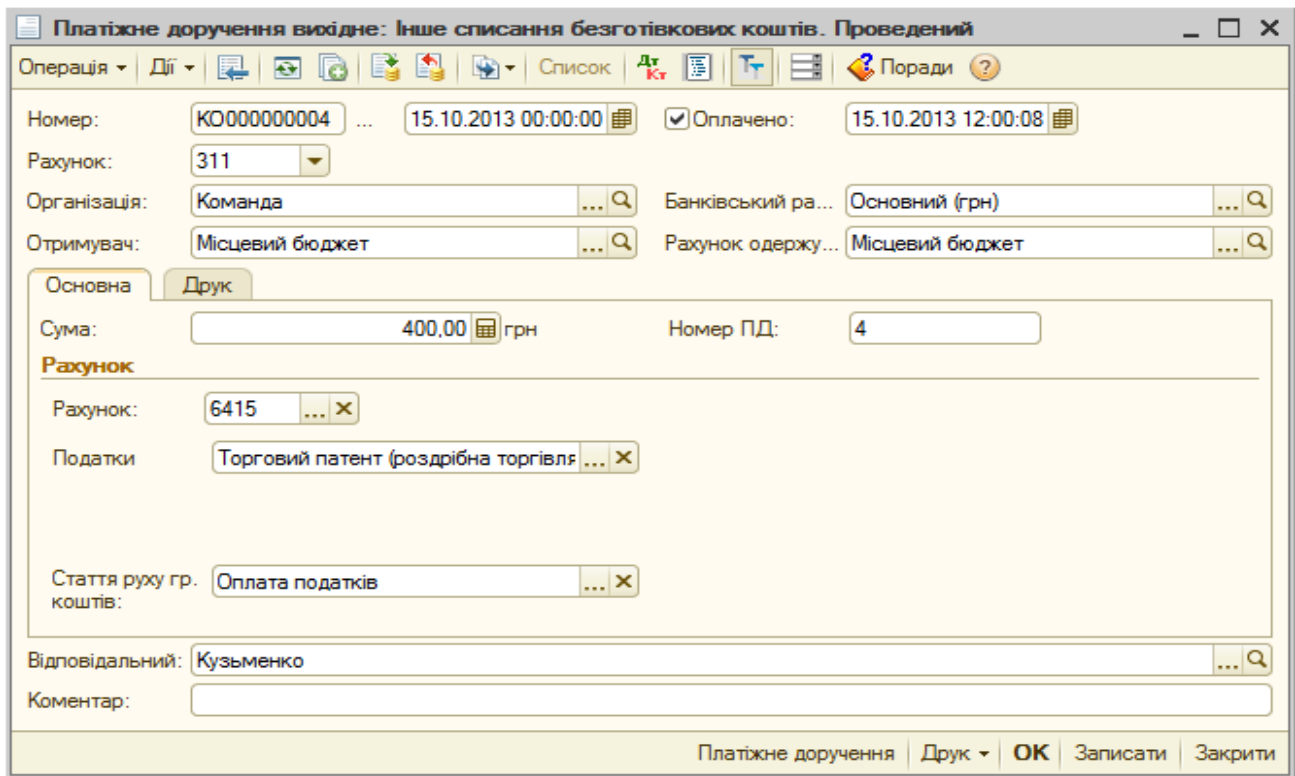 Платіжне доручення вихідне: Інше списання безготівкових коштів. Проведений
Операція Дії Список Дт Кт Поради
Номер: КО000000004 ... 15.10.2013 00:00:00 Оплачено: 15.10.2013 12:00:08
Рахунок: 311
Організація: Команда ... Банківський ра... Основний (грн) ...
Отримувач: Місцевий бюджет ... Рахунок одержу... Місцевий бюджет ...
Основна Друк
Сума: 400,00 грн Номер ПД: 4
Рахунок
Рахунок: 6415 ...
Податки Торговий патент (роздрібна торгівля ...
Стаття руху гр. Оплата податків ...
коштів:
Відповідальний: Кузьменко ...
Коментар:
Платіжне доручення Друк ОК Записати Закрити